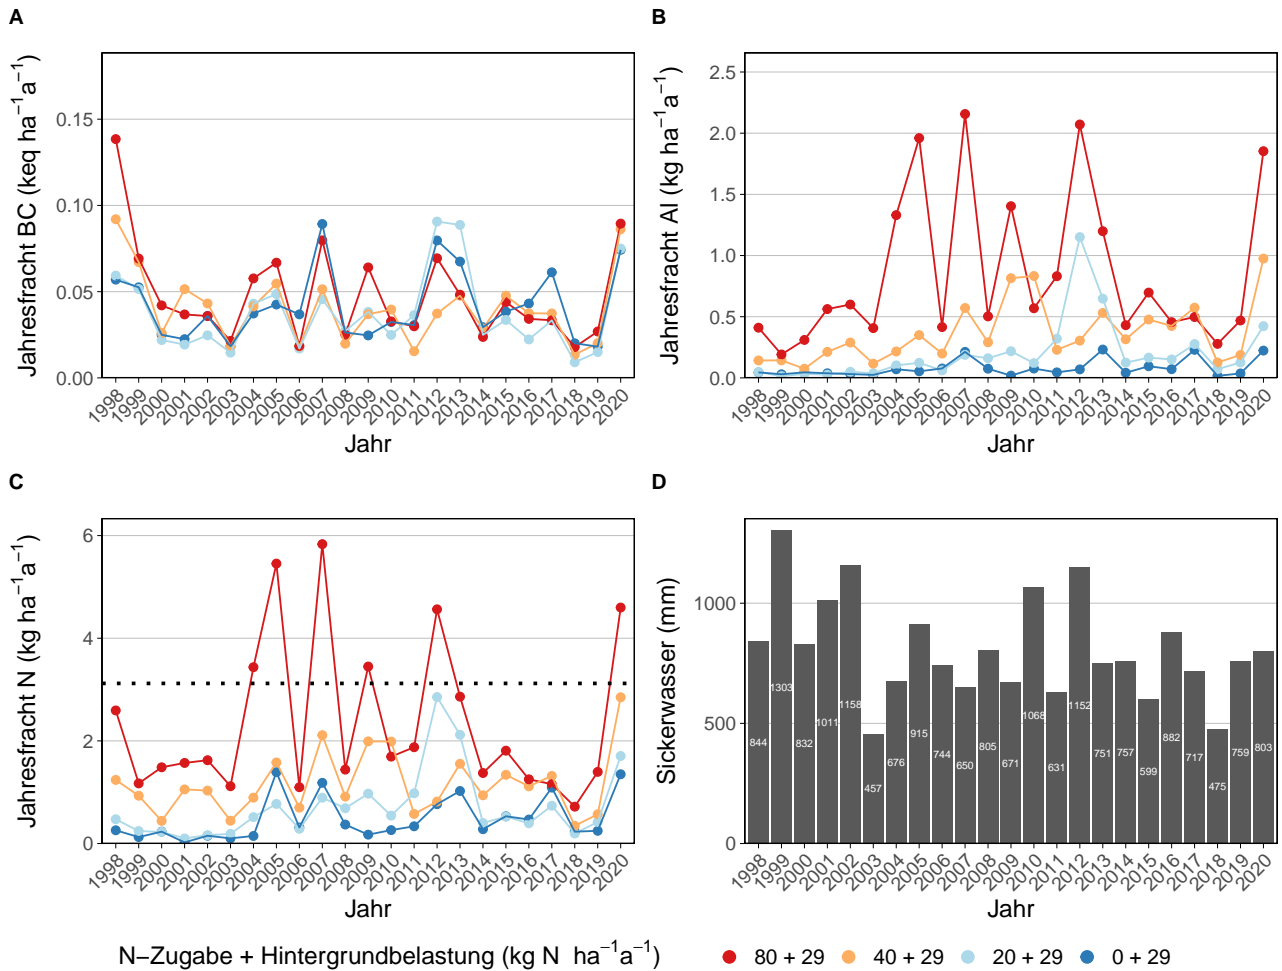 A
Jahresfracht BC (keq ha−1a−1)
0.15
0.10
0.05
0.00
1998 1999 2000 2001 2002 2003 2004 2005 2006 2007 2008 2009 2010 2011 2012 2013 2014 2015 2016 2017 2018 2019 2020
Jahr
B
Jahresfracht Al (kg ha−1a−1)
2.5
2.0
1.5
1.0
0.5
0.0
1998 1999 2000 2001 2002 2003 2004 2005 2006 2007 2008 2009 2010 2011 2012 2013 2014 2015 2016 2017 2018 2019 2020
Jahr
C
Jahresfracht N (kg ha−1a−1)
6
4
2
0
1998 1999 2000 2001 2002 2003 2004 2005 2006 2007 2008 2009 2010 2011 2012 2013 2014 2015 2016 2017 2018 2019 2020
Jahr
D
Sickerwasser (mm)
1000
500
0
844 1303 832 1011 1158 457 676 915 744 650 805 671 1068 631 1152 751 757 599 882 717 475 759 803
1998 1999 2000 2001 2002 2003 2004 2005 2006 2007 2008 2009 2010 2011 2012 2013 2014 2015 2016 2017 2018 2019 2020
Jahr
N−Zugabe + Hintergrundbelastung (kg N ha−1a−1) 80 + 29 40 + 29 20 + 29 0 + 29